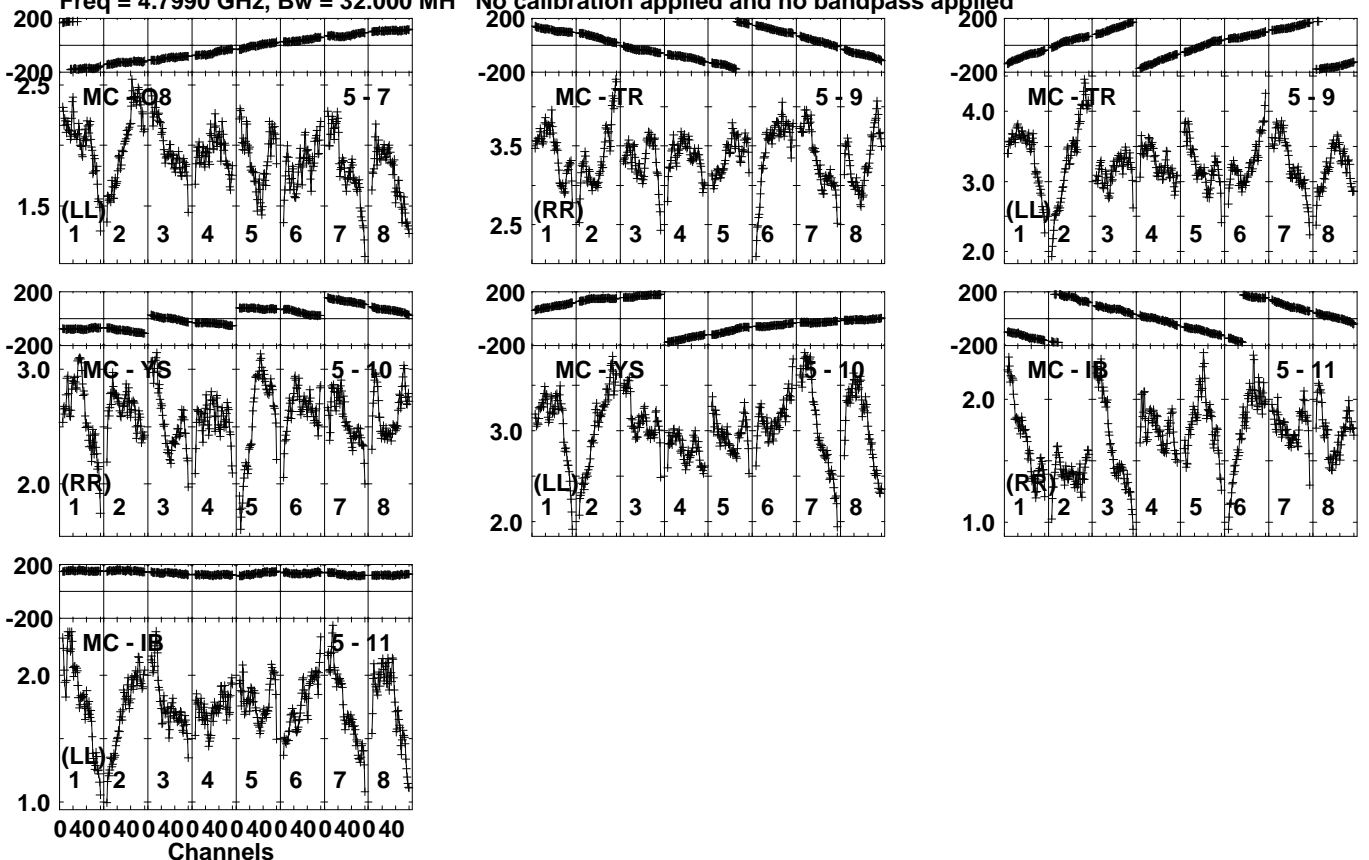 Freq = 4.7990 GHz, Bw = 32.000 MH No calibration applied and no bandpass applied
200
-200
2.5
1.5
MC - O8 5 - 7
(LL)
1 2 3 4 5 6 7 8
200
-200
3.5
2.5
MC - TR 5 - 9
(RR)
1 2 3 4 5 6 7 8
200
-200
4.0
3.0
2.0
MC - TR 5 - 9
(LL)
1 2 3 4 5 6 7 8
200
-200
3.0
2.0
MC - YS 5 - 10
(RR)
1 2 3 4 5 6 7 8
200
-200
3.0
2.0
MC - YS 5 - 10
(LL)
1 2 3 4 5 6 7 8
200
-200
2.0
1.0
MC - IB 5 - 11
(RR)
1 2 3 4 5 6 7 8
200
-200
2.0
1.0
MC - IB 5 - 11
(LL)
1 2 3 4 5 6 7 8
0 40 0 40 0 40 0 40 0 40 0 40 0 40 0 40
Channels